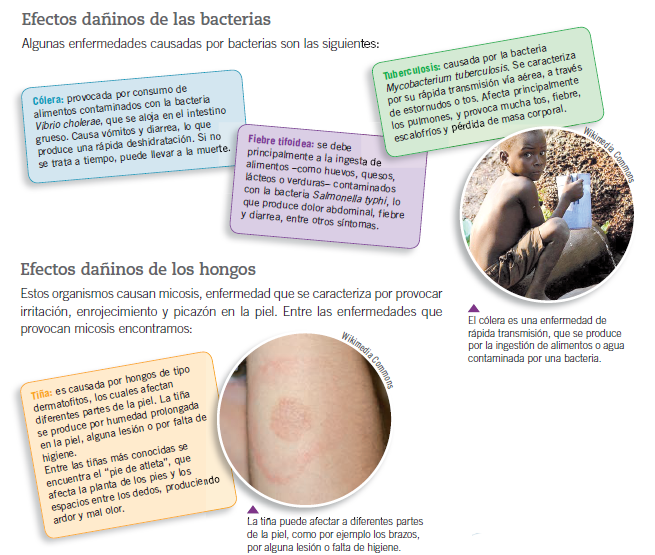 Efectos dañinos de las bacterias
Algunas enfermedades causadas por bacterias son las siguientes:
Cólera: provocada por consumo de
alimentos contaminados con la bacteria
Vibrio cholerae, que se aloja en el intestino
grueso. Causa vómitos y diarrea, lo que
produce una rápida deshidratación. Si no
se trata a tiempo, puede llevar a la muerte.
Fiebre tifoidea: se debe
principalmente a la ingesta de
alimentos –como huevos, quesos,
lácteos o verduras– contaminados
con la bacteria Salmonella typhi, lo
que produce dolor abdominal, fiebre
y diarrea, entre otros síntomas.
Tuberculosis: causada por la bacteria
Mycobacterium tuberculosis. Se caracteriza
por su rápida transmisión vía aérea, a través
de estornudos o tos. Afecta principalmente
los pulmones, y provoca mucha tos, fiebre,
escalofríos y pérdida de masa corporal.
Wikimedia Commons
El cólera es una enfermedad de
rápida transmisión, que se produce
por la ingestión de alimentos o agua
contaminada por una bacteria.
Efectos dañinos de los hongos
Estos organismos causan micosis, enfermedad que se caracteriza por provocar
irritación, enrojecimiento y picazón en la piel. Entre las enfermedades que
provocan micosis encontramos:
Tiña: es causada por hongos de tipo
dermatofitos, los cuales afectan
diferentes partes de la piel. La tiña
se produce por humedad prolongada
en la piel, alguna lesión o por falta de
higiene.
Entre las tiñas más conocidas se
encuentra el "pie de atleta", que
afecta la planta de los pies y los
espacios entre los dedos, produciendo
ardor y mal olor.
Wikimedia Commons
La tiña puede afectar a diferentes partes
de la piel, como por ejemplo los brazos,
por alguna lesión o falta de higiene.